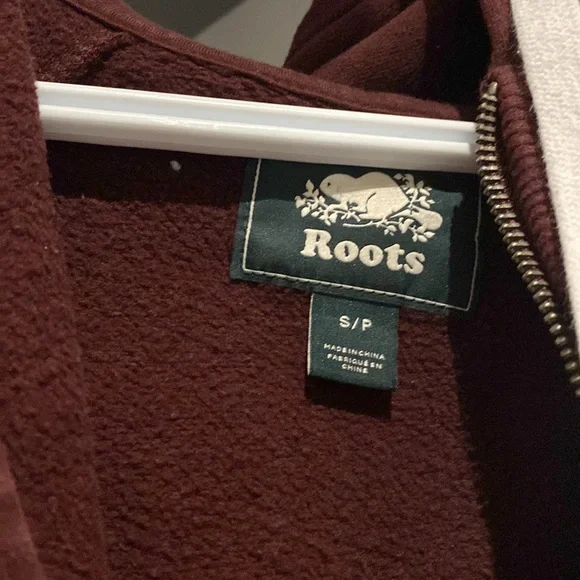 Roots
S/P
MADE IN CHINA
FABRIQUÉ EN
CHINE